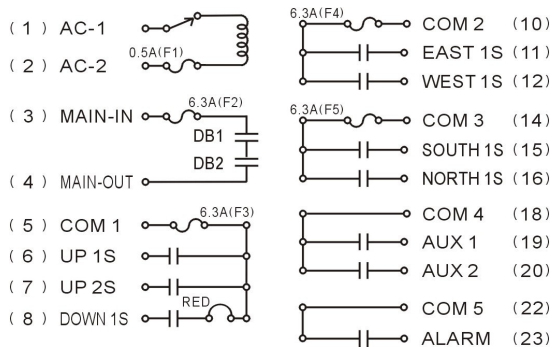 ( 1 ) AC-1
0.5A(F1)
( 2 ) AC-2
6.3A(F2)
( 3 ) MAIN-IN
DB1
DB2
( 4 ) MAIN-OUT
6.3A(F3)
( 5 ) COM 1
( 6 ) UP 1S
( 7 ) UP 2S
RED
( 8 ) DOWN 1S
6.3A(F4)
COM 2 (10)
EAST 1S (11)
WEST 1S (12)
6.3A(F5)
COM 3 (14)
SOUTH 1S (15)
NORTH 1S (16)
COM 4 (18)
AUX 1 (19)
AUX 2 (20)
COM 5 (22)
ALARM (23)